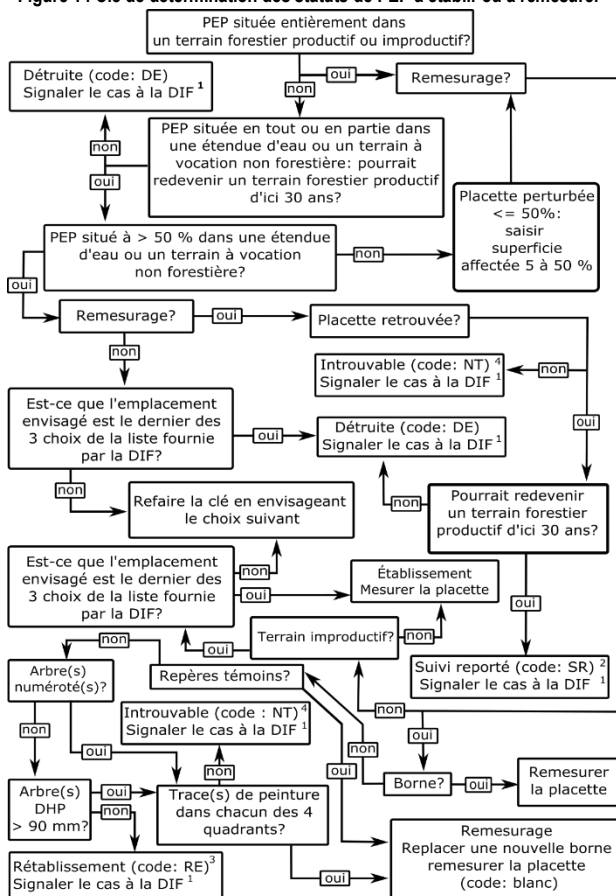 PEP située entièrement dans
un terrain forestier productif ou improductif?
oui
Remesurage?
non
Détruite (code: DE)
Signaler le cas à la DIF 1
non
oui
PEP située en tout ou en partie dans
une étendue d'eau ou un terrain à
vocation non forestière: pourrait
redevenir un terrain forestier productif
d'ici 30 ans?
Placette perturbée
<= 50%:
saisir
superficie
affectée 5 à 50 %
PEP situé à > 50 % dans une étendue
d'eau ou un terrain à vocation
non forestière?
non
oui
Remesurage?
oui
Placette retrouvée?
non
Introuvable (code: NT) 4
Signaler le cas à la DIF 1
non
oui
Est-ce que l'emplacement
envisagé est le dernier des
3 choix de la liste fournie
par la DIF?
oui
Détruite (code: DE)
Signaler le cas à la DIF 1
non
non
Refaire la clé en envisageant
le choix suivant
Pourrait redevenir
un terrain forestier
productif d'ici 30 ans?
oui
Est-ce que l'emplacement
envisagé est le dernier des
3 choix de la liste fournie
par la DIF?
non
oui
Établissement
Mesurer la placette
oui
Terrain improductif?
non
Suivi reporté (code: SR) 2
Signaler le cas à la DIF 1
non
Arbre(s)
numéroté(s)?
Repères témoins?
non
oui
Introuvable (code : NT) 4
Signaler le cas à la DIF 1
non
oui
non
non
oui
Borne?
oui
Remesurer
la placette
Arbre(s)
DHP
> 90 mm?
oui
non
Trace(s) de peinture
dans chacun des 4
quadrants?
oui
Rétablissement (code: RE)3
Signaler le cas à la DIF 1
Remesurage
Replacer une nouvelle borne
remesurer la placette
(code: blanc)